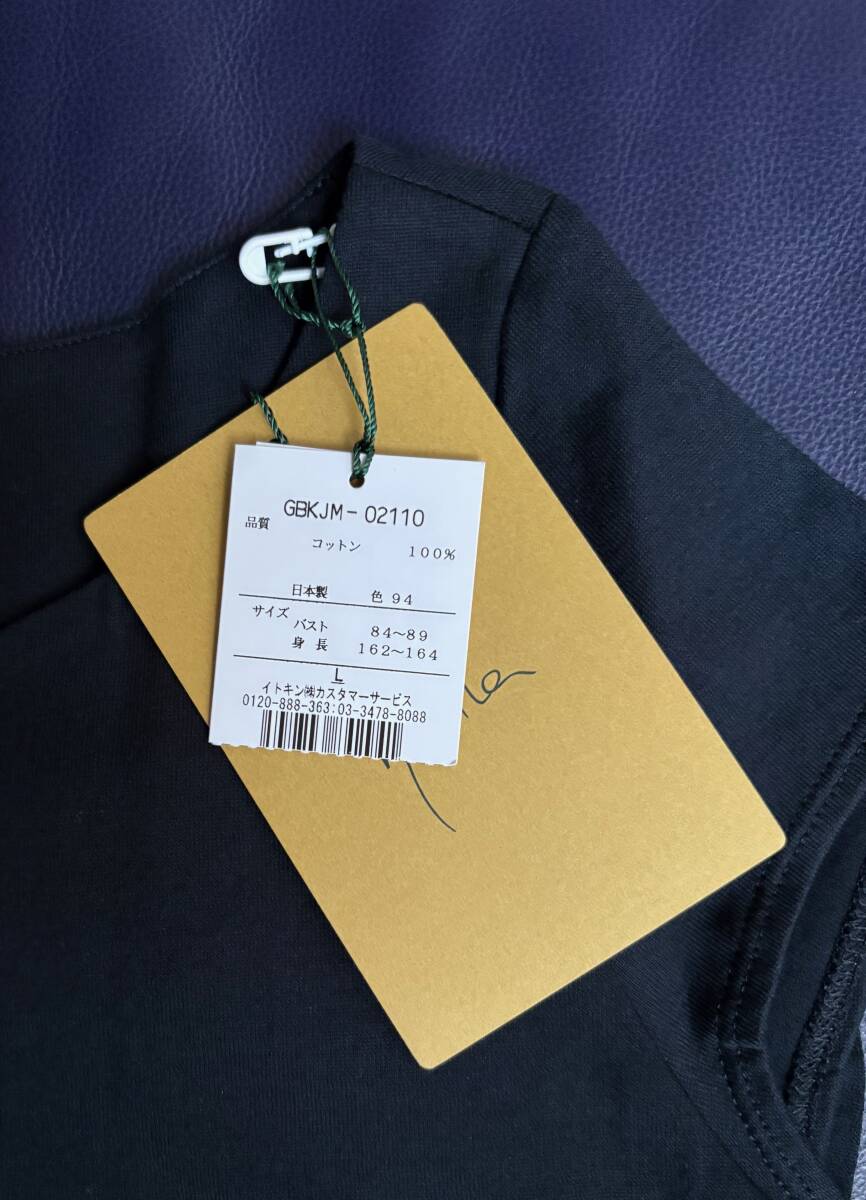 GBKJM-02110
品質
コットン 100%
日本製 色 94
サイズ
バスト 84~89
身長 162~164
L
イトキン㈱カスタマーサービス
0120-888-363:03-3478-8088